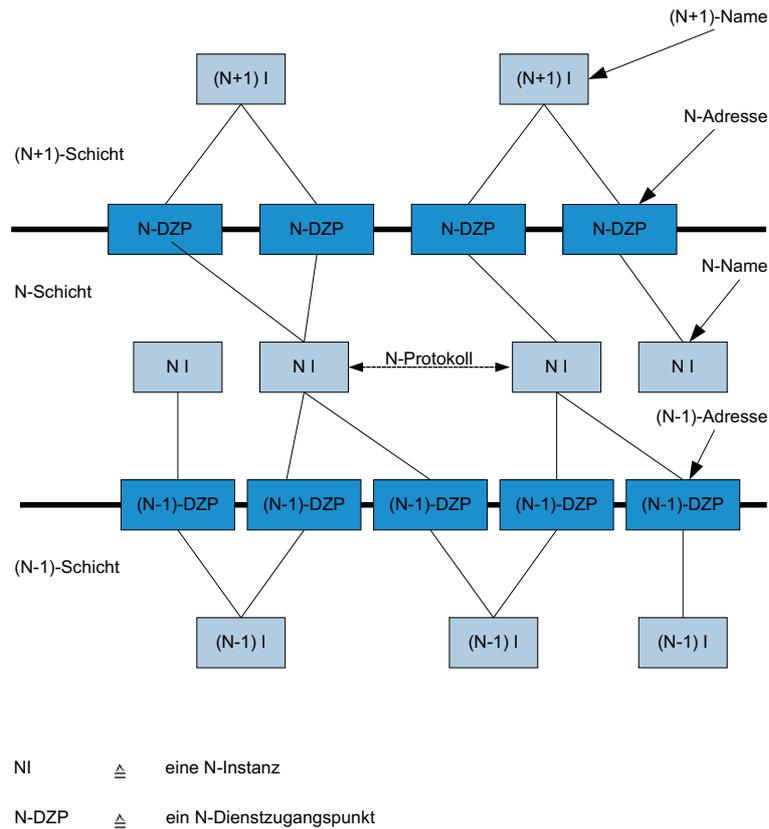 (N+1)-Name
(N+1) I (N+1) I
N-Adresse
(N+1)-Schicht
N-DZP N-DZP N-DZP N-DZP
N-Name
N-Schicht
N I N I N-Protokoll N I N I
(N-1)-Adresse
(N-1)-DZP (N-1)-DZP (N-1)-DZP (N-1)-DZP (N-1)-DZP
(N-1)-Schicht
(N-1) I (N-1) I (N-1) I
NI ≙ eine N-Instanz
N-DZP ≙ ein N-Dienstzugangspunkt